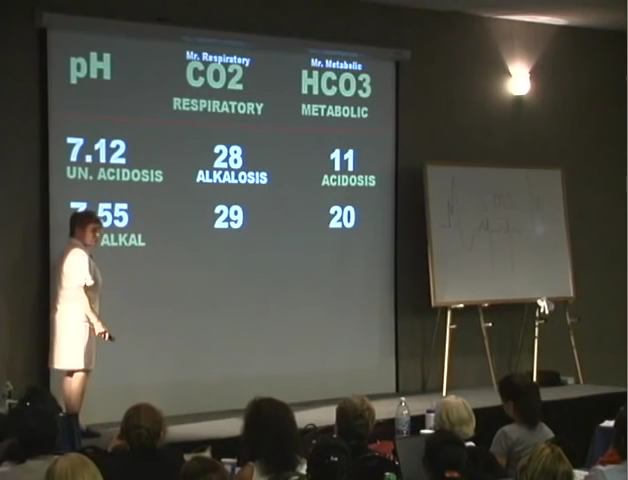 pH
Mr. Respiratory
CO2
RESPIRATORY
Mr. Metabolic
HCO3
METABOLIC
7.12 28 11
UN. ACIDOSIS ALKALOSIS ACIDOSIS
55 29 20
ALKAL